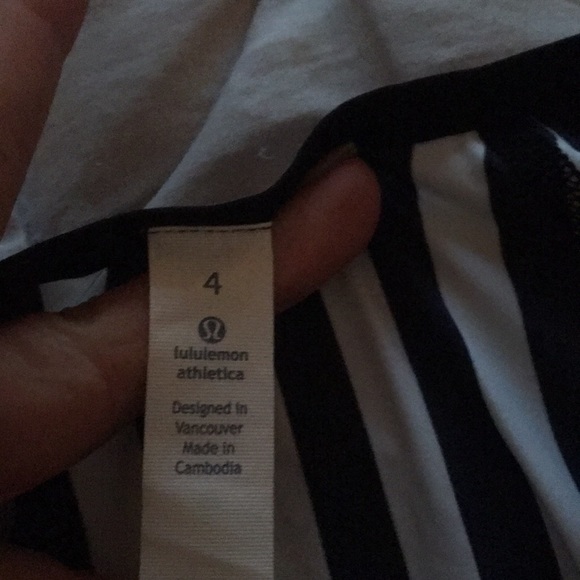 4
lululemon
athletica
Designed in
Vancouver
Made in
Cambodia